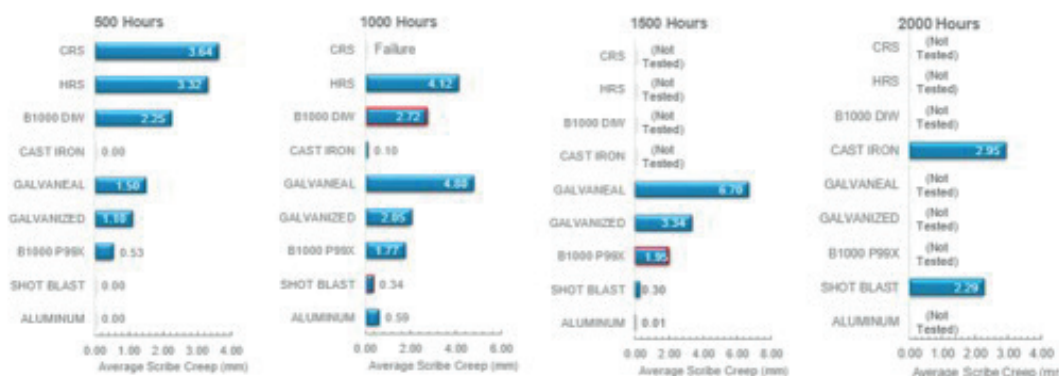 500 Hours
CRS 3.64
HRS 3.32
B1000 DIW 2.25
CAST IRON 0.00
GALVANEAL 1.50
GALVANIZED 1.10
B1000 P99X 0.53
SHOT BLAST 0.00
ALUMINUM 0.00
0.00 1.00 2.00 3.00 4.00
Average Scribe Creep (mm)
1000 Hours
CRS Failure
HRS 4.12
B1000 DIW 2.72
CAST IRON 0.10
GALVANEAL 4.80
GALVANIZED 2.05
B1000 P99X 1.77
SHOT BLAST 0.34
ALUMINUM 0.59
0.00 2.00 4.00 6.00
Average Scribe Creep (mm)
1500 Hours
CRS (Not
Tested)
HRS (Not
Tested)
B1000 DIW (Not
Tested)
CAST IRON (Not
Tested)
GALVANEAL 6.70
GALVANIZED 3.34
B1000 P99X 1.95
SHOT BLAST 0.30
ALUMINUM 0.01
0.00 2.00 4.00 6.00 8.00
Average Scribe Creep (mm)
2000 Hours
CRS (Not
Tested)
HRS (Not
Tested)
B1000 DIW (Not
Tested)
CAST IRON 2.95
GALVANEAL (Not
Tested)
GALVANIZED (Not
Tested)
B1000 P99X (Not
Tested)
SHOT BLAST 2.29
ALUMINUM (Not
Tested)
0.00 1.00 2.00 3.00 4.00
Average Scribe Creep (mm)